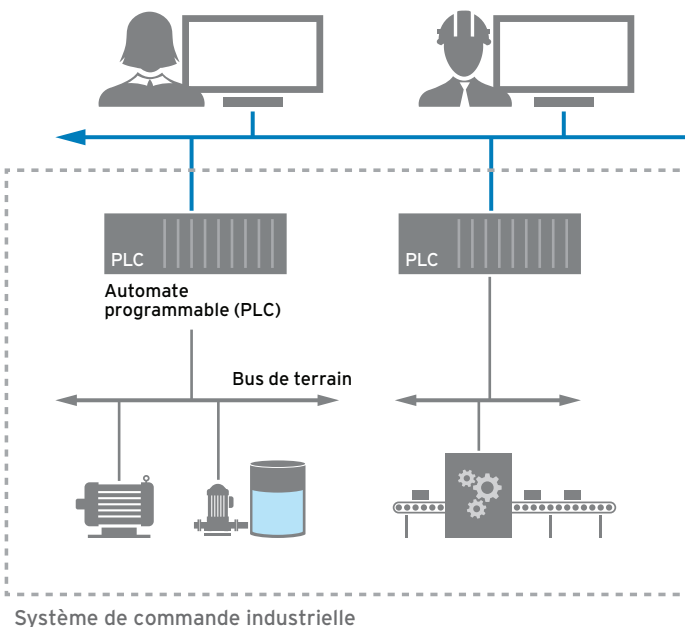 PLC
PLC
Automate
programmable (PLC)
Bus de terrain
Système de commande industrielle